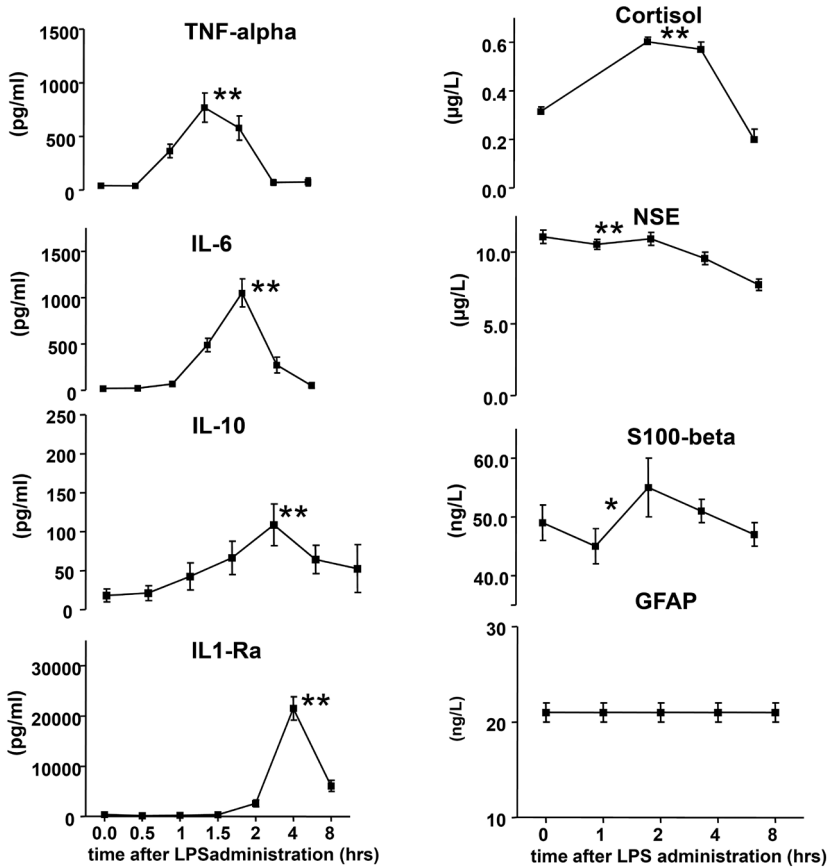 TNF-alpha
1500
1000
500
0
(pg/ml)
**
IL-6
1500
1000
500
0
(pg/ml)
**
IL-10
250
200
150
100
50
0
(pg/ml)
**
IL1-Ra
30000
20000
10000
0
(pg/ml)
**
0.0 0.5 1 1.5 2 4 8
time after LPSadministration (hrs)
Cortisol
0.6
0.4
0.2
0.0
(µg/L)
**
NSE
10.0
5.0
0.0
(µg/L)
**
S100-beta
60.0
50.0
40.0
(ng/L)
*
GFAP
30
20
10
(ng/L)
0 1 2 4 8
time after LPS administration (hrs)